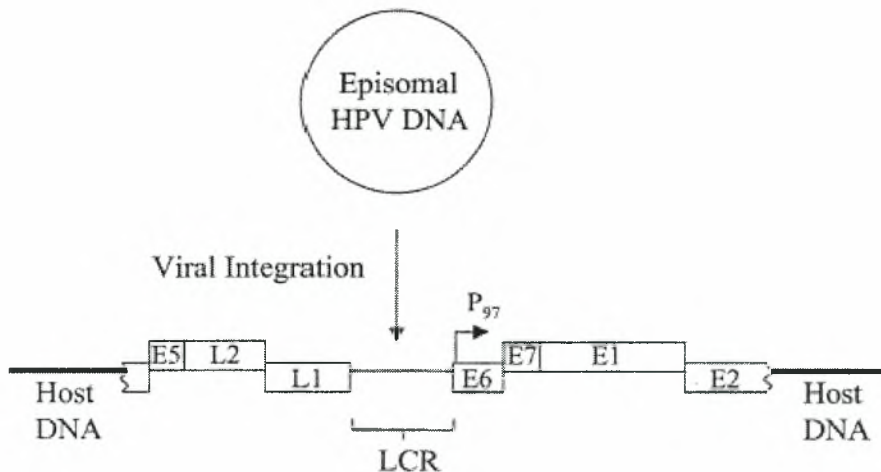 Episomal
HPV DNA
Viral Integration
P97
E5 L2 E7 E1
L1 E6 E2
Host
DNA
Host
DNA
LCR